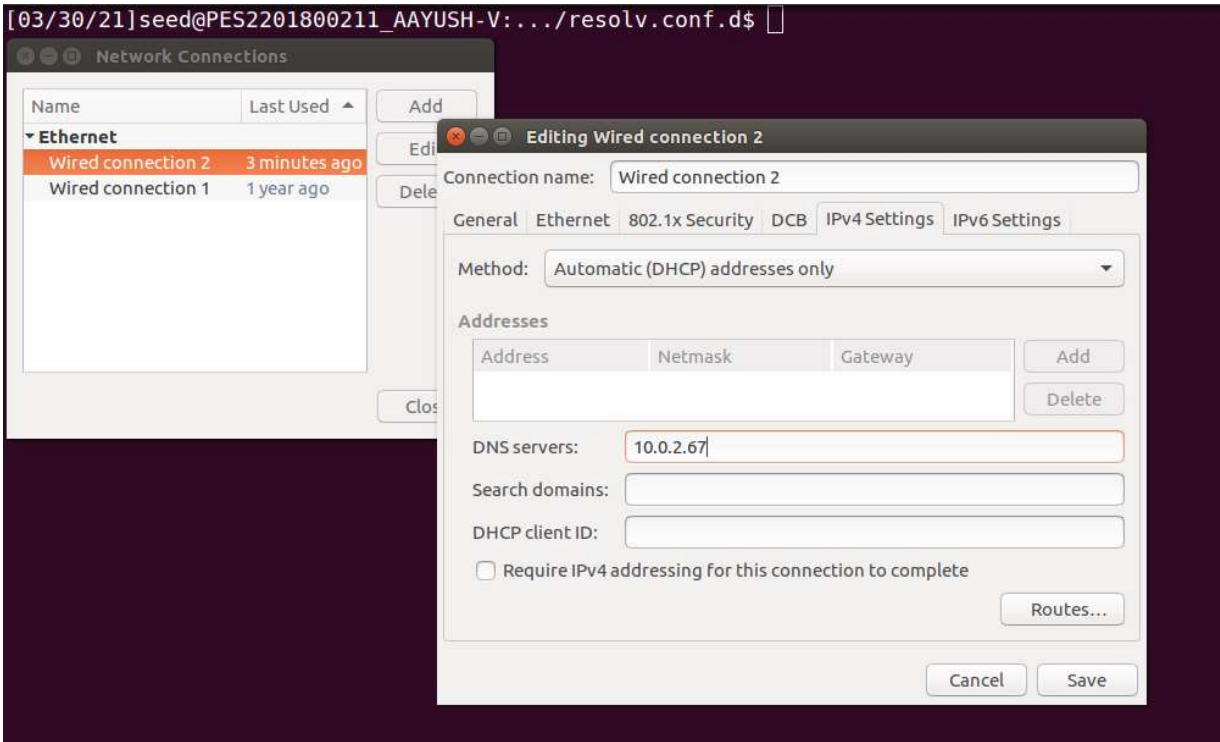 [03/30/21]seed@PES2201800211_AAYUSH-V:.../resolv.conf.d$
Network Connections
Name Last Used Add
Ethernet
Wired connection 2 3 minutes ago Edi
Wired connection 1 1 year ago Dele
Clos
Editing Wired connection 2
Connection name: Wired connection 2
General Ethernet 802.1x Security DCB IPv4 Settings IPv6 Settings
Method: Automatic (DHCP) addresses only
Addresses
Address Netmask Gateway Add
Delete
DNS servers: 10.0.2.67
Search domains:
DHCP client ID:
Require IPv4 addressing for this connection to complete
Routes...
Cancel Save